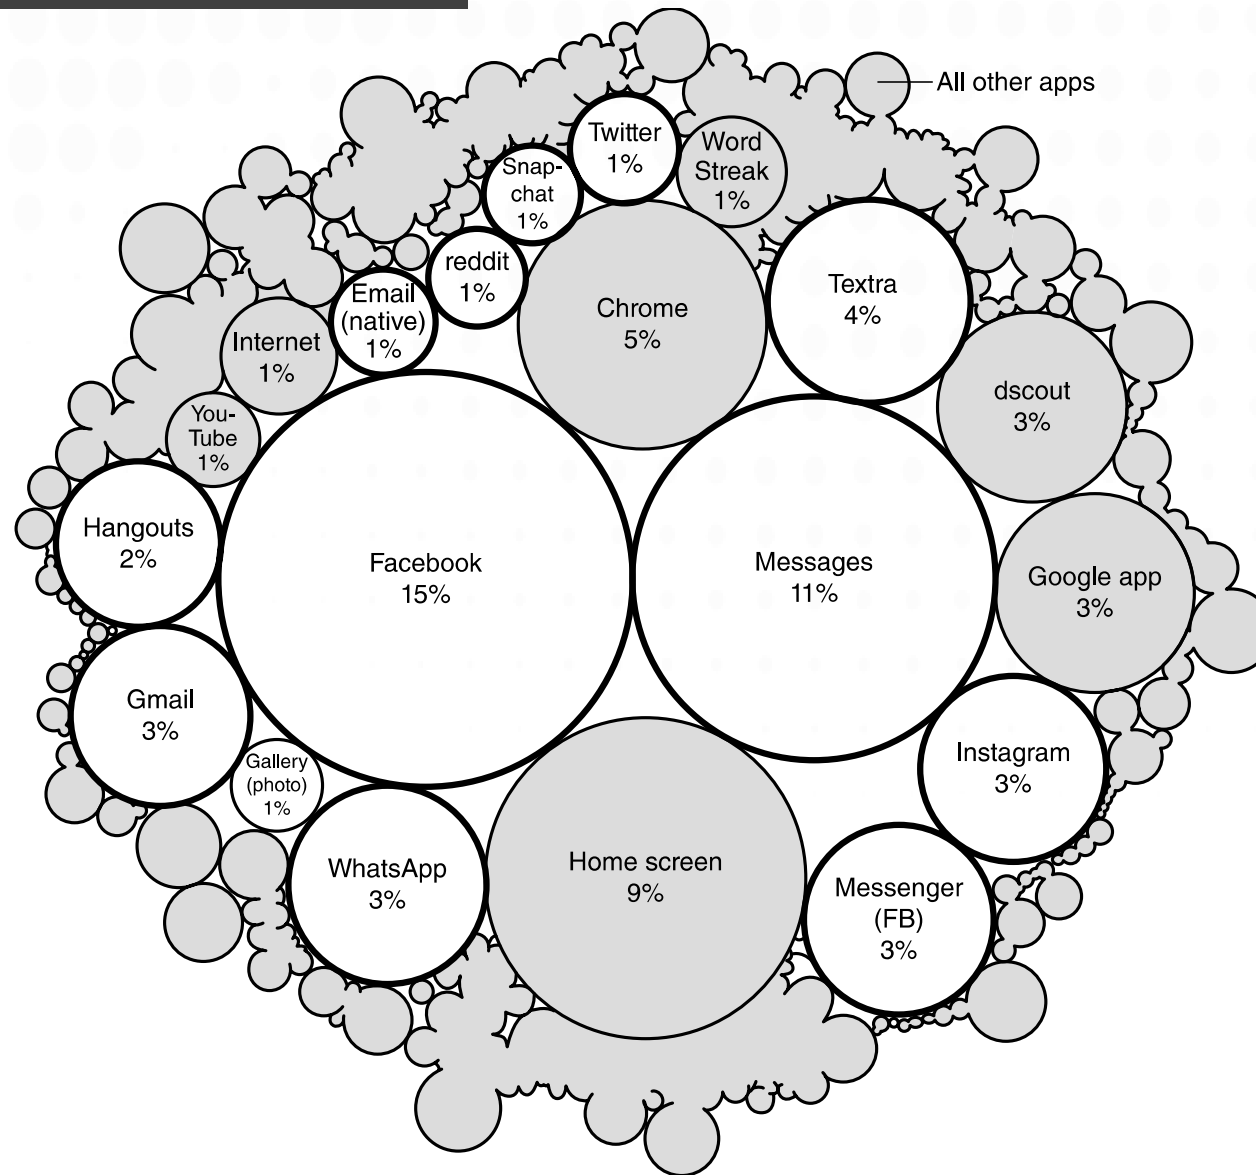 All other apps
Twitter
1%
Word
Streak
1%
Snap-
chat
1%
reddit
1%
Email
(native)
1%
Chrome
5%
Textra
4%
Internet
1%
dscout
3%
You-
Tube
1%
Hangouts
2%
Facebook
15%
Messages
11%
Google app
3%
Gmail
3%
Gallery
(photo)
1%
Instagram
3%
WhatsApp
3%
Home screen
9%
Messenger
(FB)
3%